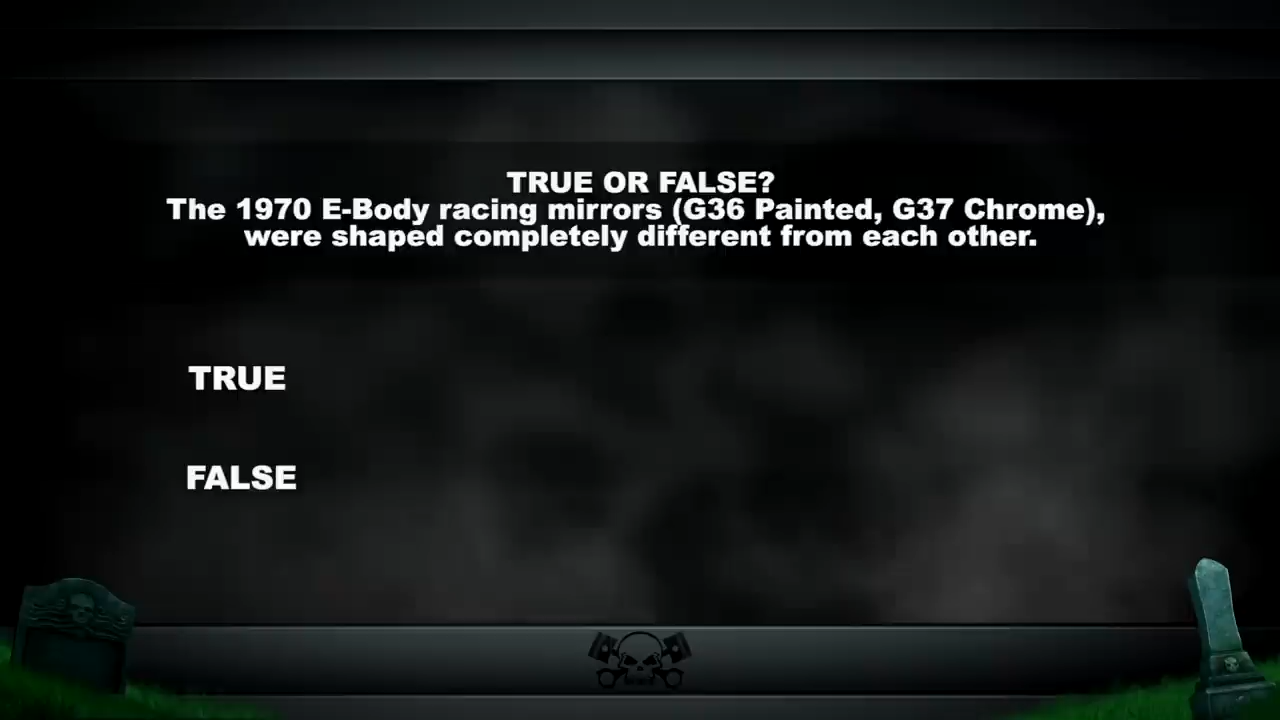 TRUE OR FALSE?
The 1970 E-Body racing mirrors (G36 Painted, G37 Chrome),
were shaped completely different from each other.
TRUE
FALSE